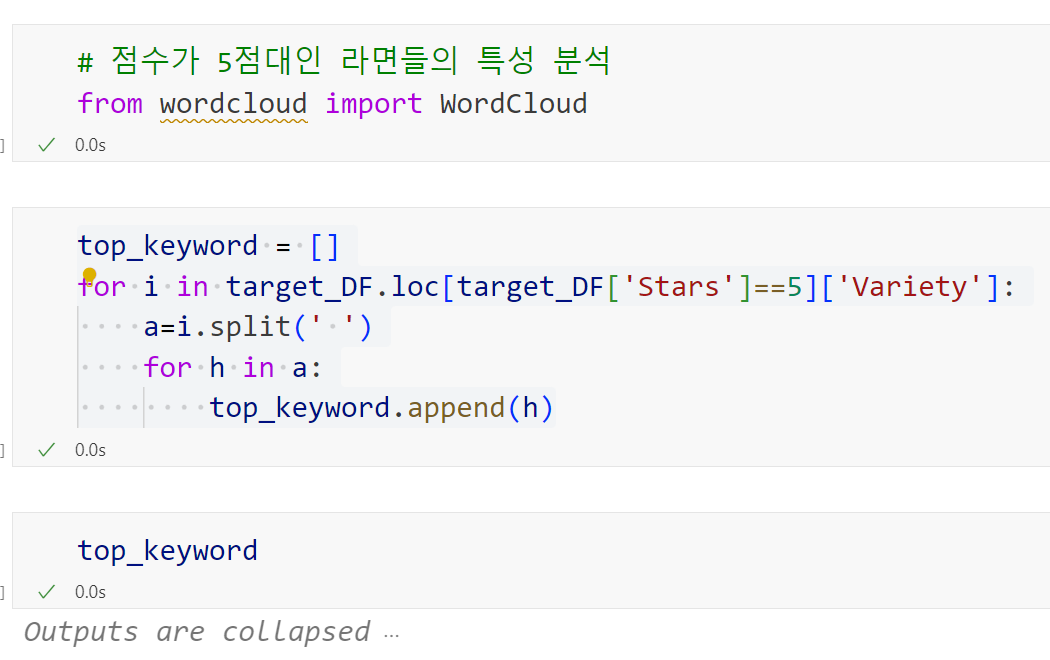 # 점수가 5점대인 라면들의 특성 분석
from wordcloud import WordCloud
] 0.0s
top_keyword = []
for i in target_DF.loc[target_DF['Stars']==5]['Variety']:
a=i.split(' ')
for h in a:
top_keyword.append(h)
] 0.0s
top_keyword
] 0.0s
Outputs are collapsed ...